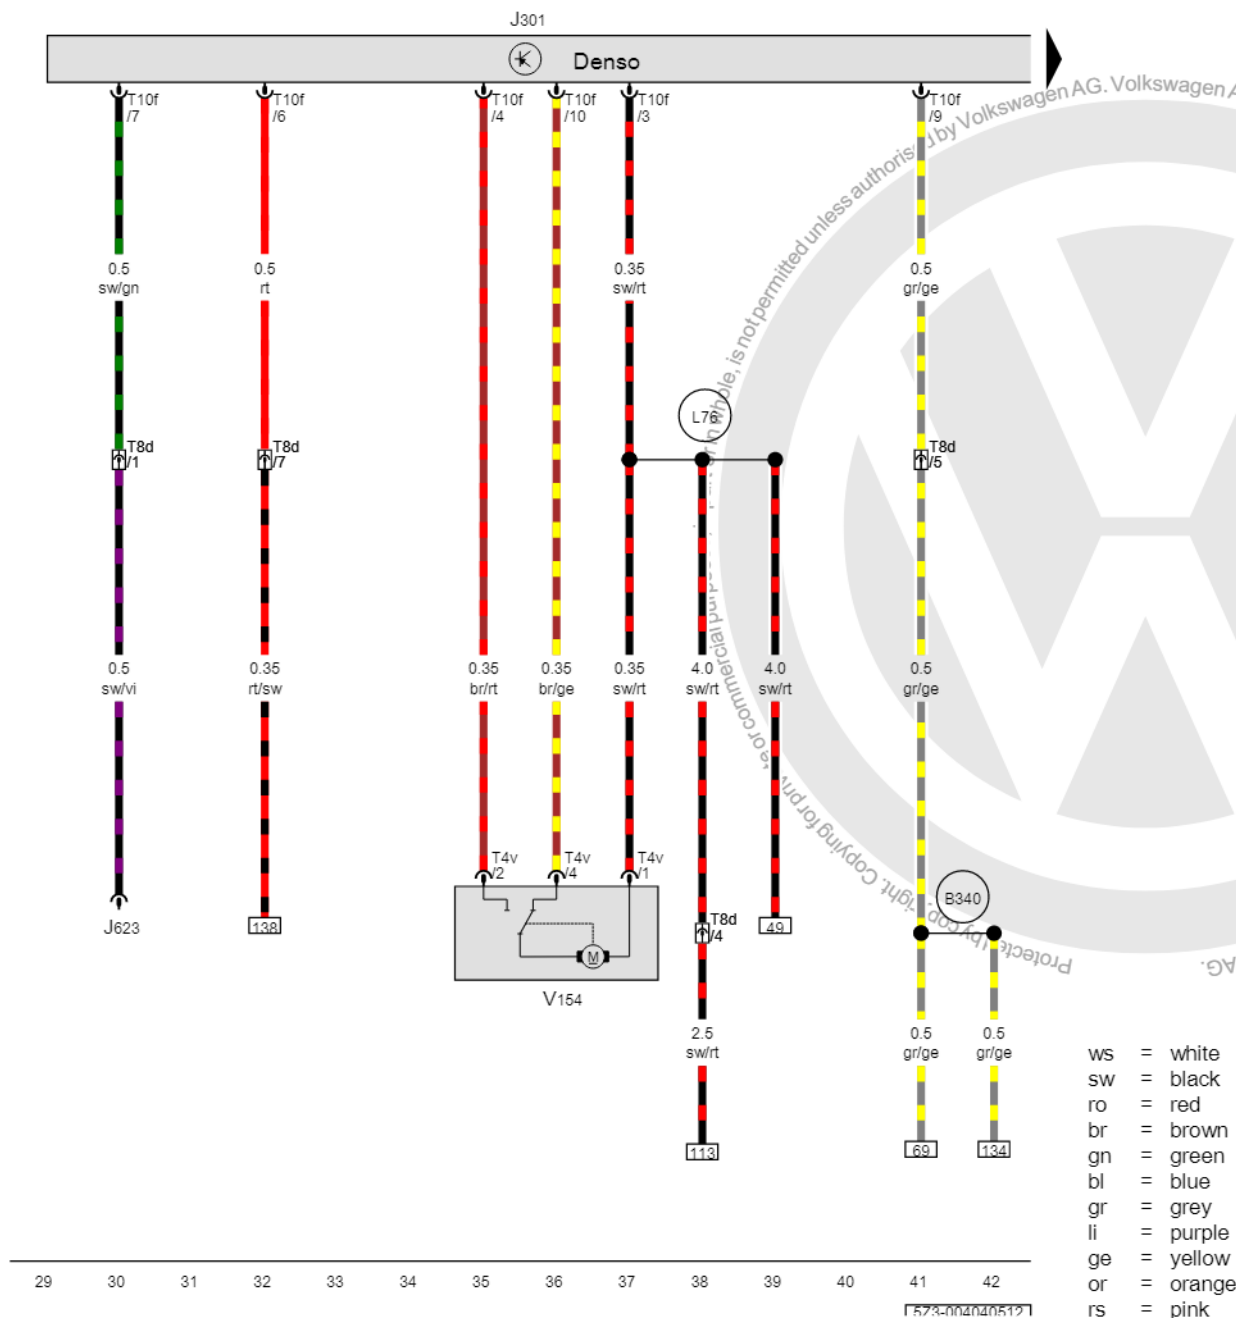 J301
Denso
T10f /7
T10f /6
T10f /4
T10f /10
T10f /3
T10f /9
0.5 sw/gn
0.5 rt
0.35 sw/rt
0.5 gr/ge
L76
T8d /1
T8d /7
T8d /5
0.5 sw/vi
0.35 rt/sw
0.35 br/rt
0.35 br/ge
0.35 sw/rt
4.0 sw/rt
4.0 sw/rt
0.5 gr/ge
T4v /2
T4v /4
T4v /1
J623
138
M
V154
T8d /4
49
B340
2.5 sw/rt
0.5 gr/ge
0.5 gr/ge
113
69
134
ws = white
sw = black
ro = red
br = brown
gn = green
bl = blue
gr = grey
li = purple
ge = yellow
or = orange
rs = pink
29 30 31 32 33 34 35 36 37 38 39 40 41 42
5Z3-004040512
by Volkswagen AG. Volkswagen A
is not permitted unless
in whole,
or commercial
Copying for
Protected by
AG.